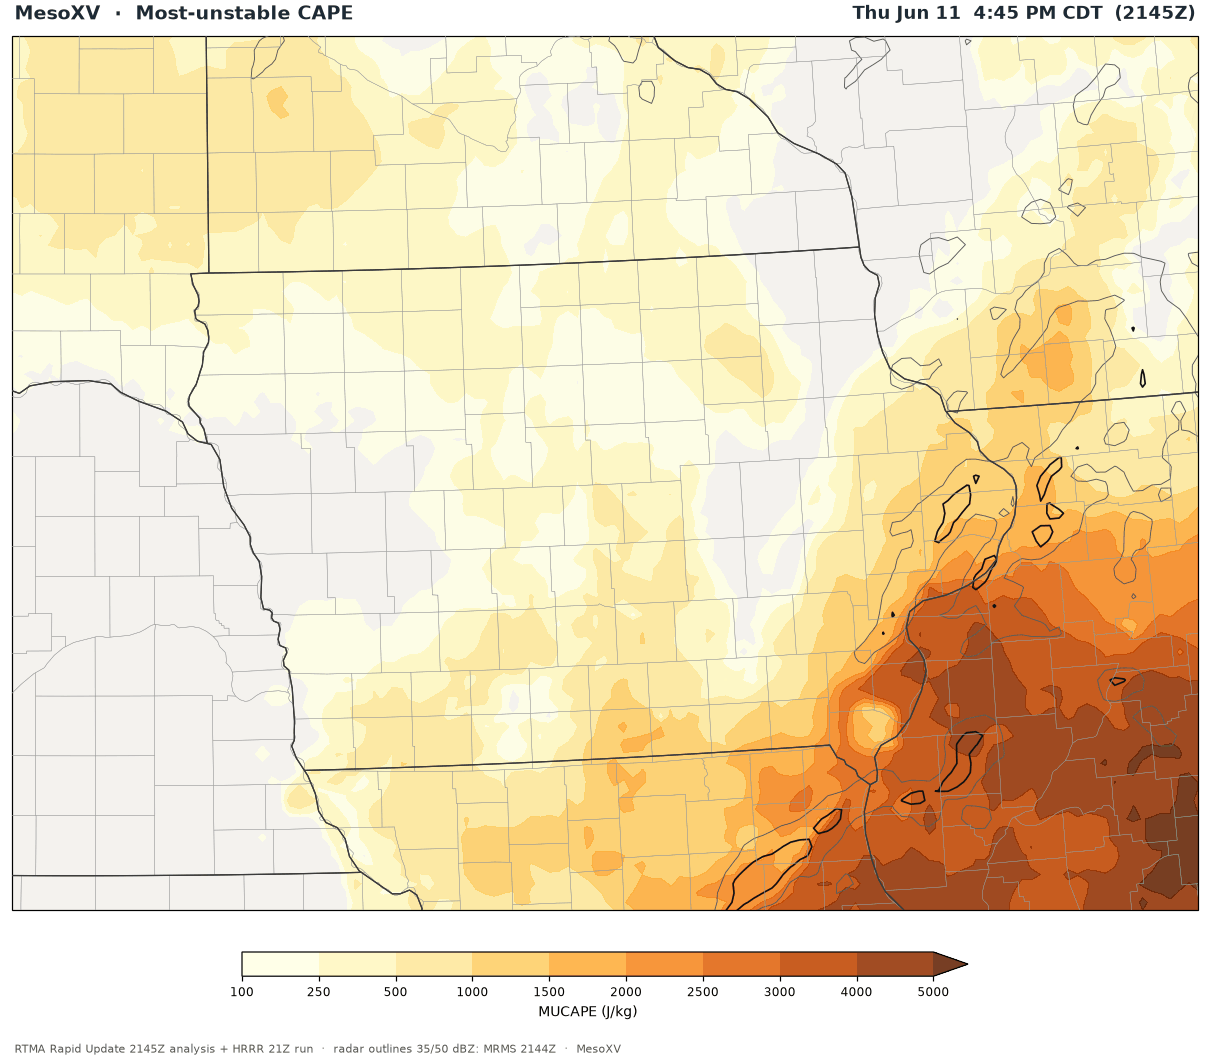 MesoXV · Most-unstable CAPE
Thu Jun 11 4:45 PM CDT (2145Z)
100 250 500 1000 1500 2000 2500 3000 4000 5000
MUCAPE (J/kg)
RTMA Rapid Update 2145Z analysis + HRRR 21Z run · radar outlines 35/50 dBZ: MRMS 2144Z · MesoXV